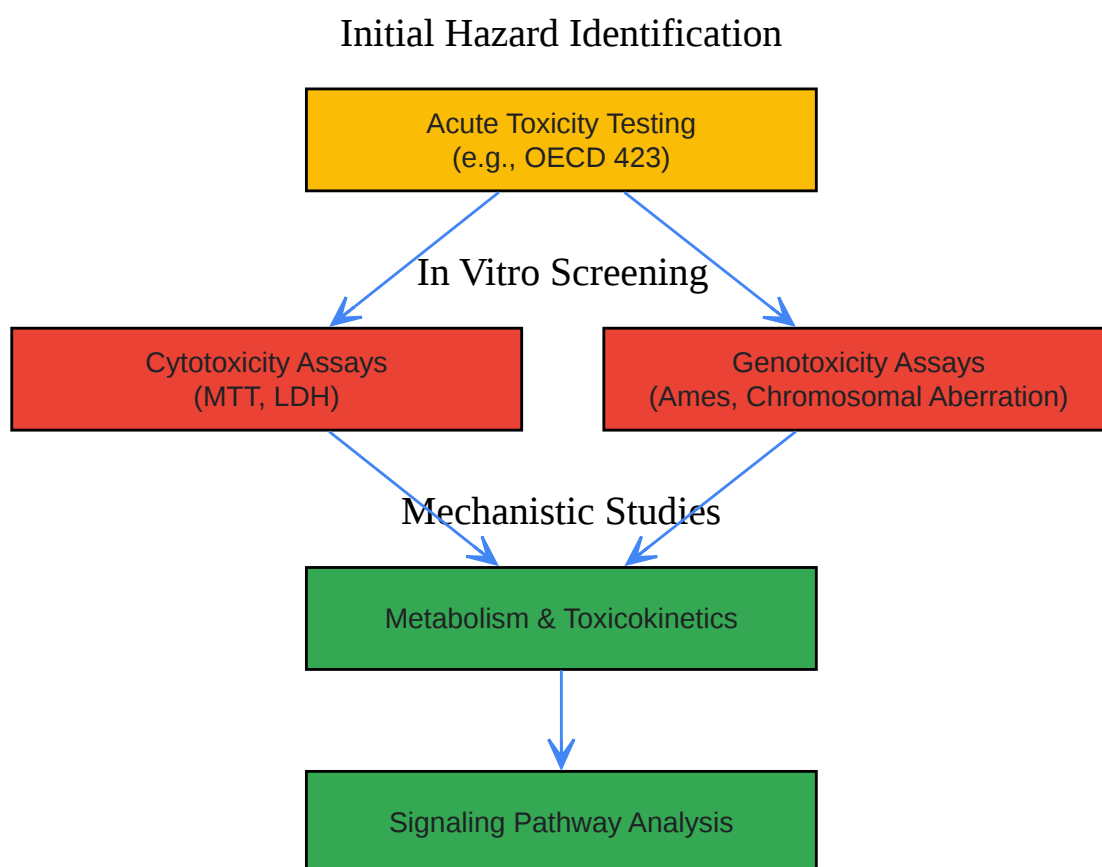 Initial Hazard Identification
Acute Toxicity Testing
(e.g., OECD 423)
In Vitro Screening
Cytotoxicity Assays
(MTT, LDH)
Genotoxicity Assays
(Ames, Chromosomal Aberration)
Mechanistic Studies
Metabolism & Toxicokinetics
Signaling Pathway Analysis